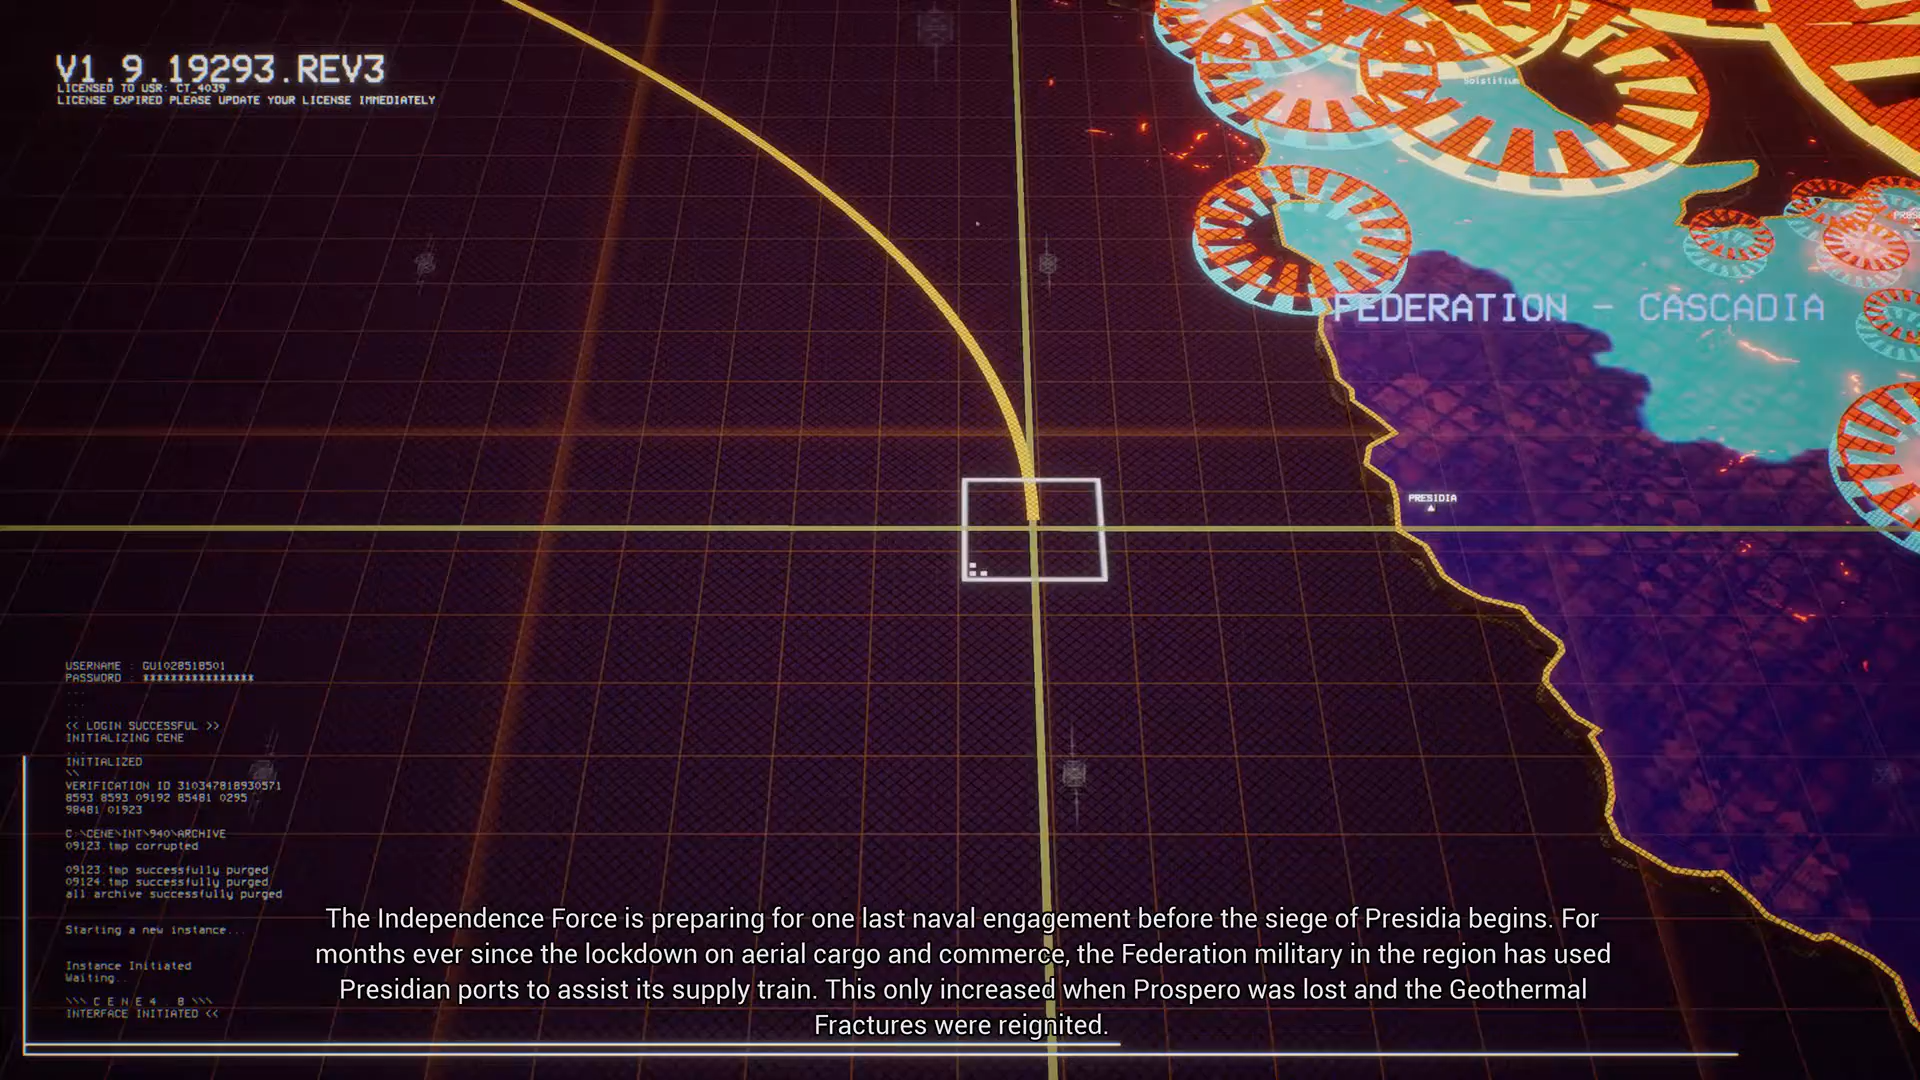 V1.9.19293.REV3
LICENSED TO USR: CT_4039
LICENSE EXPIRED PLEASE UPDATE YOUR LICENSE IMMEDIATELY
Solstitium
FEDERATION - CASCADIA
PRESIDIA
USERNAME : GU1028518501
PASSWORD : ****************
...
...
...
<< LOGIN SUCCESSFUL >>
INITIALIZING CENE
...
INITIALIZED
\\
VERIFICATION ID 310347818930571
8593 8593 09192 85481 0295
98481 01923
C:\CENE\INT\940\ARCHIVE
09123.tmp corrupted
09123.tmp successfully purged
09124.tmp successfully purged
all archive successfully purged
Starting a new instance...
Instance Initiated
Waiting..
\\\ C E N E 4 . 8 \\\
INTERFACE INITIATED <<
The Independence Force is preparing for one last naval engagement before the siege of Presidia begins. For
months ever since the lockdown on aerial cargo and commerce, the Federation military in the region has used
Presidian ports to assist its supply train. This only increased when Prospero was lost and the Geothermal
Fractures were reignited.